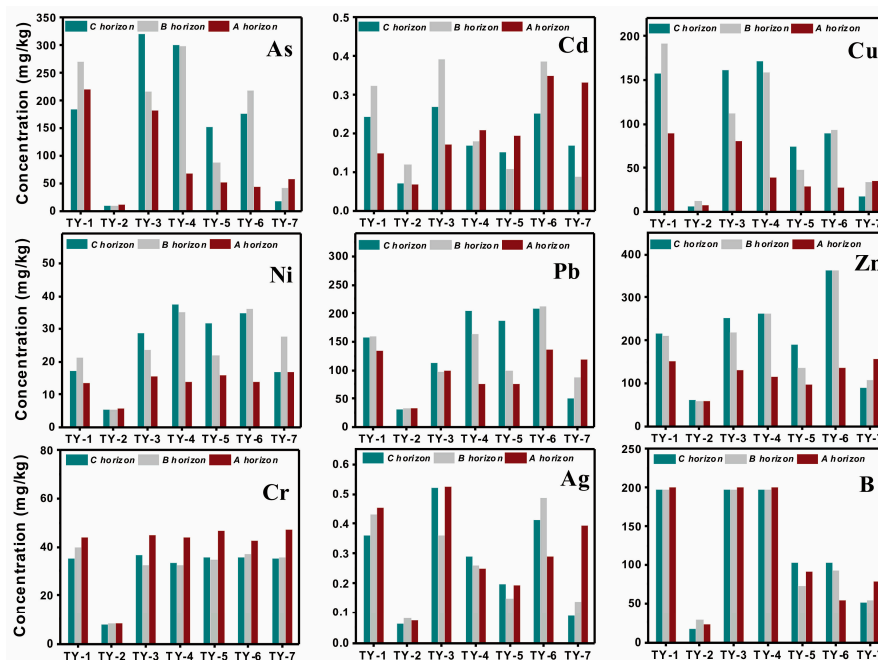 C horizon B horizon A horizon
As
Concentration (mg/kg)
350
300
250
200
150
100
50
0
TY-1 TY-2 TY-3 TY-4 TY-5 TY-6 TY-7
C horizon B horizon A horizon
Cd
0.5
0.4
0.3
0.2
0.1
0.0
TY-1 TY-2 TY-3 TY-4 TY-5 TY-6 TY-7
C horizon B horizon A horizon
Cu
200
150
100
50
0
TY-1 TY-2 TY-3 TY-4 TY-5 TY-6 TY-7
C horizon B horizon A horizon
Ni
Concentration (mg/kg)
50
40
30
20
10
0
TY-1 TY-2 TY-3 TY-4 TY-5 TY-6 TY-7
C horizon B horizon A horizon
Pb
300
250
200
150
100
50
0
TY-1 TY-2 TY-3 TY-4 TY-5 TY-6 TY-7
C horizon B horizon A horizon
Zn
400
300
200
100
0
TY-1 TY-2 TY-3 TY-4 TY-5 TY-6 TY-7
C horizon B horizon A horizon
Cr
Concentration (mg/kg)
80
60
40
20
0
TY-1 TY-2 TY-3 TY-4 TY-5 TY-6 TY-7
C horizon B horizon A horizon
Ag
0.6
0.5
0.4
0.3
0.2
0.1
0.0
TY-1 TY-2 TY-3 TY-4 TY-5 TY-6 TY-7
C horizon B horizon A horizon
B
200
150
100
50
0
TY-1 TY-2 TY-3 TY-4 TY-5 TY-6 TY-7